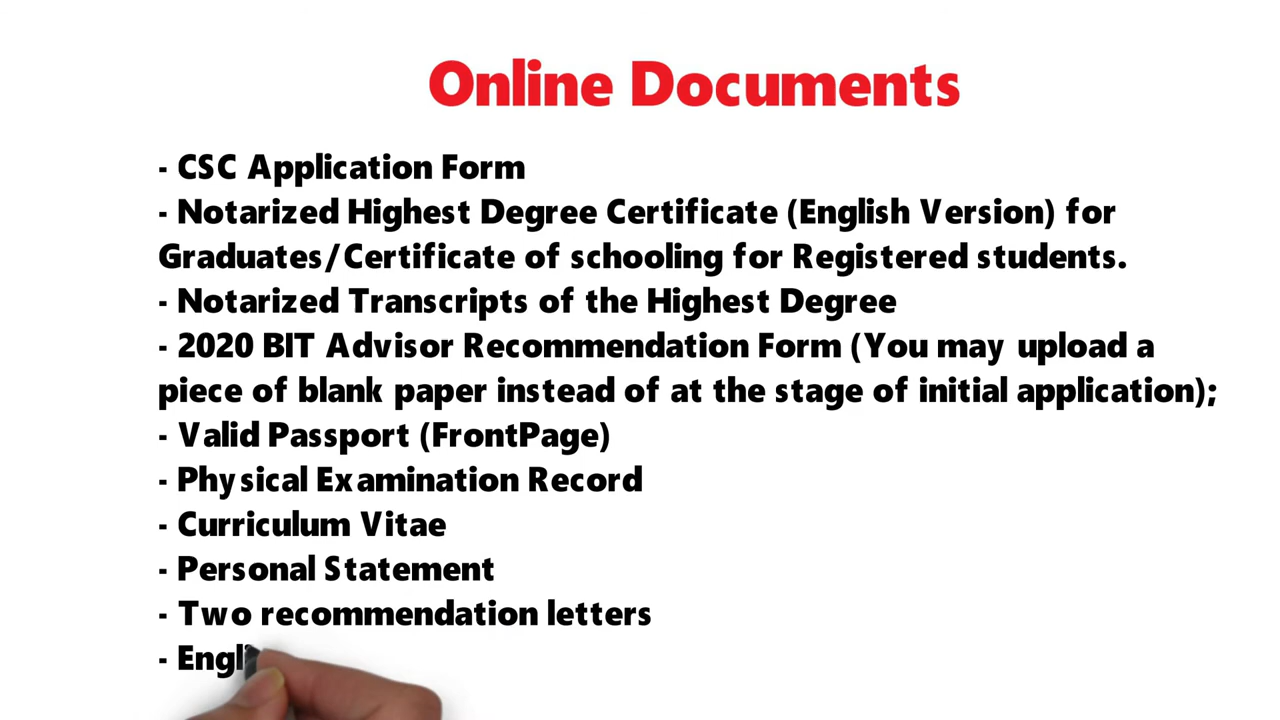 Online Documents
- CSC Application Form
- Notarized Highest Degree Certificate (English Version) for
Graduates/Certificate of schooling for Registered students.
- Notarized Transcripts of the Highest Degree
- 2020 BIT Advisor Recommendation Form (You may upload a
piece of blank paper instead of at the stage of initial application);
- Valid Passport (FrontPage)
- Physical Examination Record
- Curriculum Vitae
- Personal Statement
- Two recommendation letters
- Engl